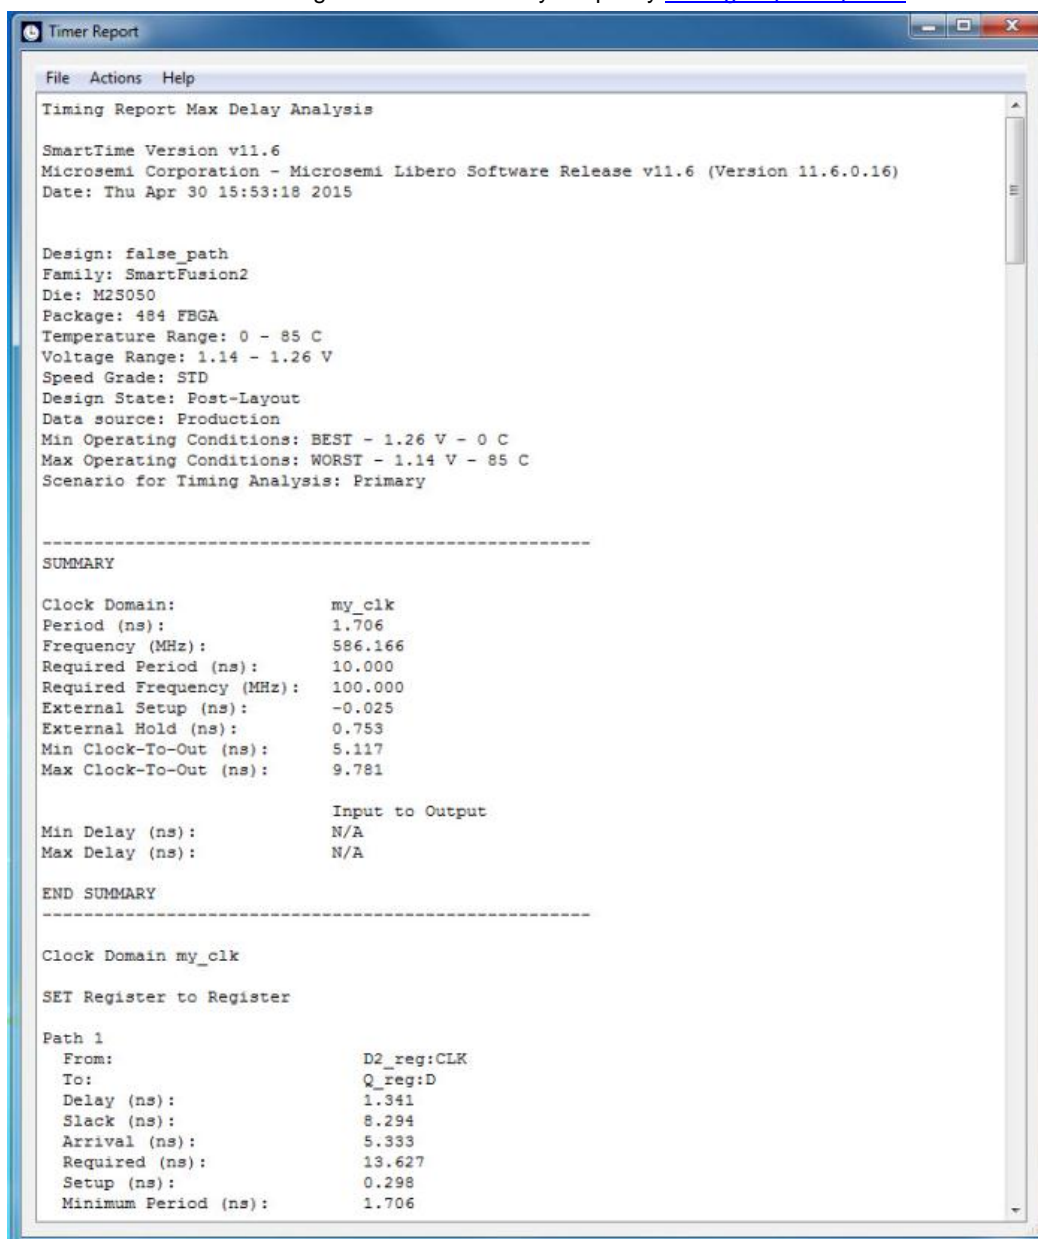 Timer Report
File Actions Help
Timing Report Max Delay Analysis
SmartTime Version v11.6
Microsemi Corporation - Microsemi Libero Software Release v11.6 (Version 11.6.0.16)
Date: Thu Apr 30 15:53:18 2015
Design: false_path
Family: SmartFusion2
Die: M2S050
Package: 484 FBGA
Temperature Range: 0 - 85 C
Voltage Range: 1.14 - 1.26 V
Speed Grade: STD
Design State: Post-Layout
Data source: Production
Min Operating Conditions: BEST - 1.26 V - 0 C
Max Operating Conditions: WORST - 1.14 V - 85 C
Scenario for Timing Analysis: Primary
-----------------------------------------------------
SUMMARY
Clock Domain: my_clk
Period (ns): 1.706
Frequency (MHz): 586.166
Required Period (ns): 10.000
Required Frequency (MHz): 100.000
External Setup (ns): -0.025
External Hold (ns): 0.753
Min Clock-To-Out (ns): 5.117
Max Clock-To-Out (ns): 9.781
Input to Output
Min Delay (ns): N/A
Max Delay (ns): N/A
END SUMMARY
-----------------------------------------------------
Clock Domain my_clk
SET Register to Register
Path 1
From: D2_reg:CLK
To: Q_reg:D
Delay (ns): 1.341
Slack (ns): 8.294
Arrival (ns): 5.333
Required (ns): 13.627
Setup (ns): 0.298
Minimum Period (ns): 1.706